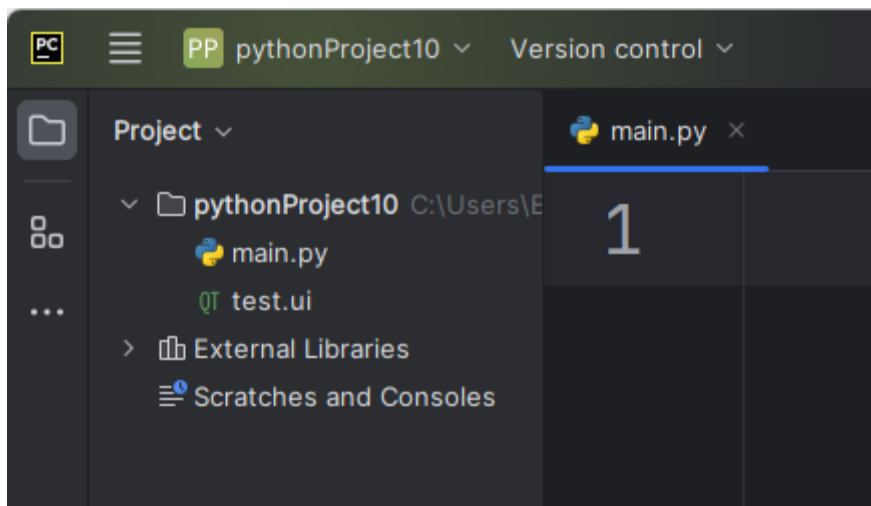 PC PP pythonProject10 Version control
Project
main.py
pythonProject10 C:\Users\E
1
main.py
QT test.ui
External Libraries
Scratches and Consoles